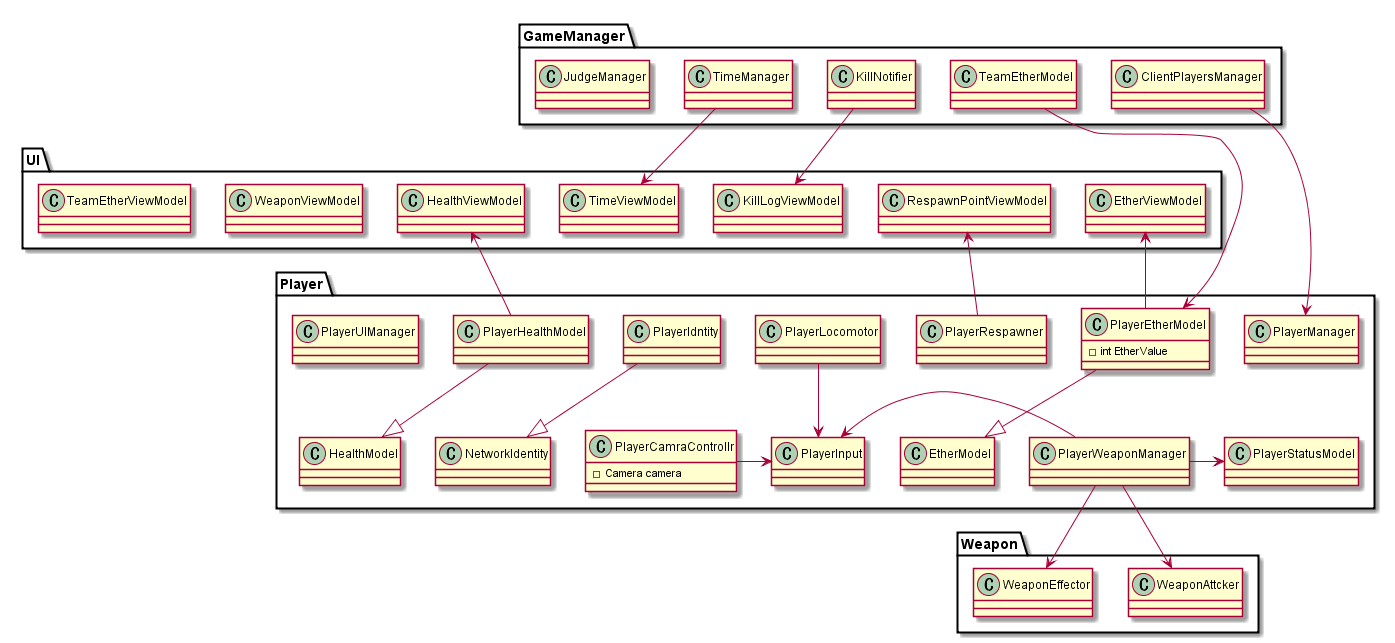 GameManager
C JudgeManager
C TimeManager
C KillNotifier
C TeamEtherModel
C ClientPlayersManager
UI
C TeamEtherViewModel
C WeaponViewModel
C HealthViewModel
C TimeViewModel
C KillLogViewModel
C RespawnPointViewModel
C EtherViewModel
Player
C PlayerUIManager
C PlayerHealthModel
C PlayerIdntity
C PlayerLocomotor
C PlayerRespawner
C PlayerEtherModel
int EtherValue
C PlayerManager
C HealthModel
C NetworkIdentity
C PlayerCamraControllr
Camera camera
C PlayerInput
C EtherModel
C PlayerWeaponManager
C PlayerStatusModel
Weapon
C WeaponEffector
C WeaponAttcker